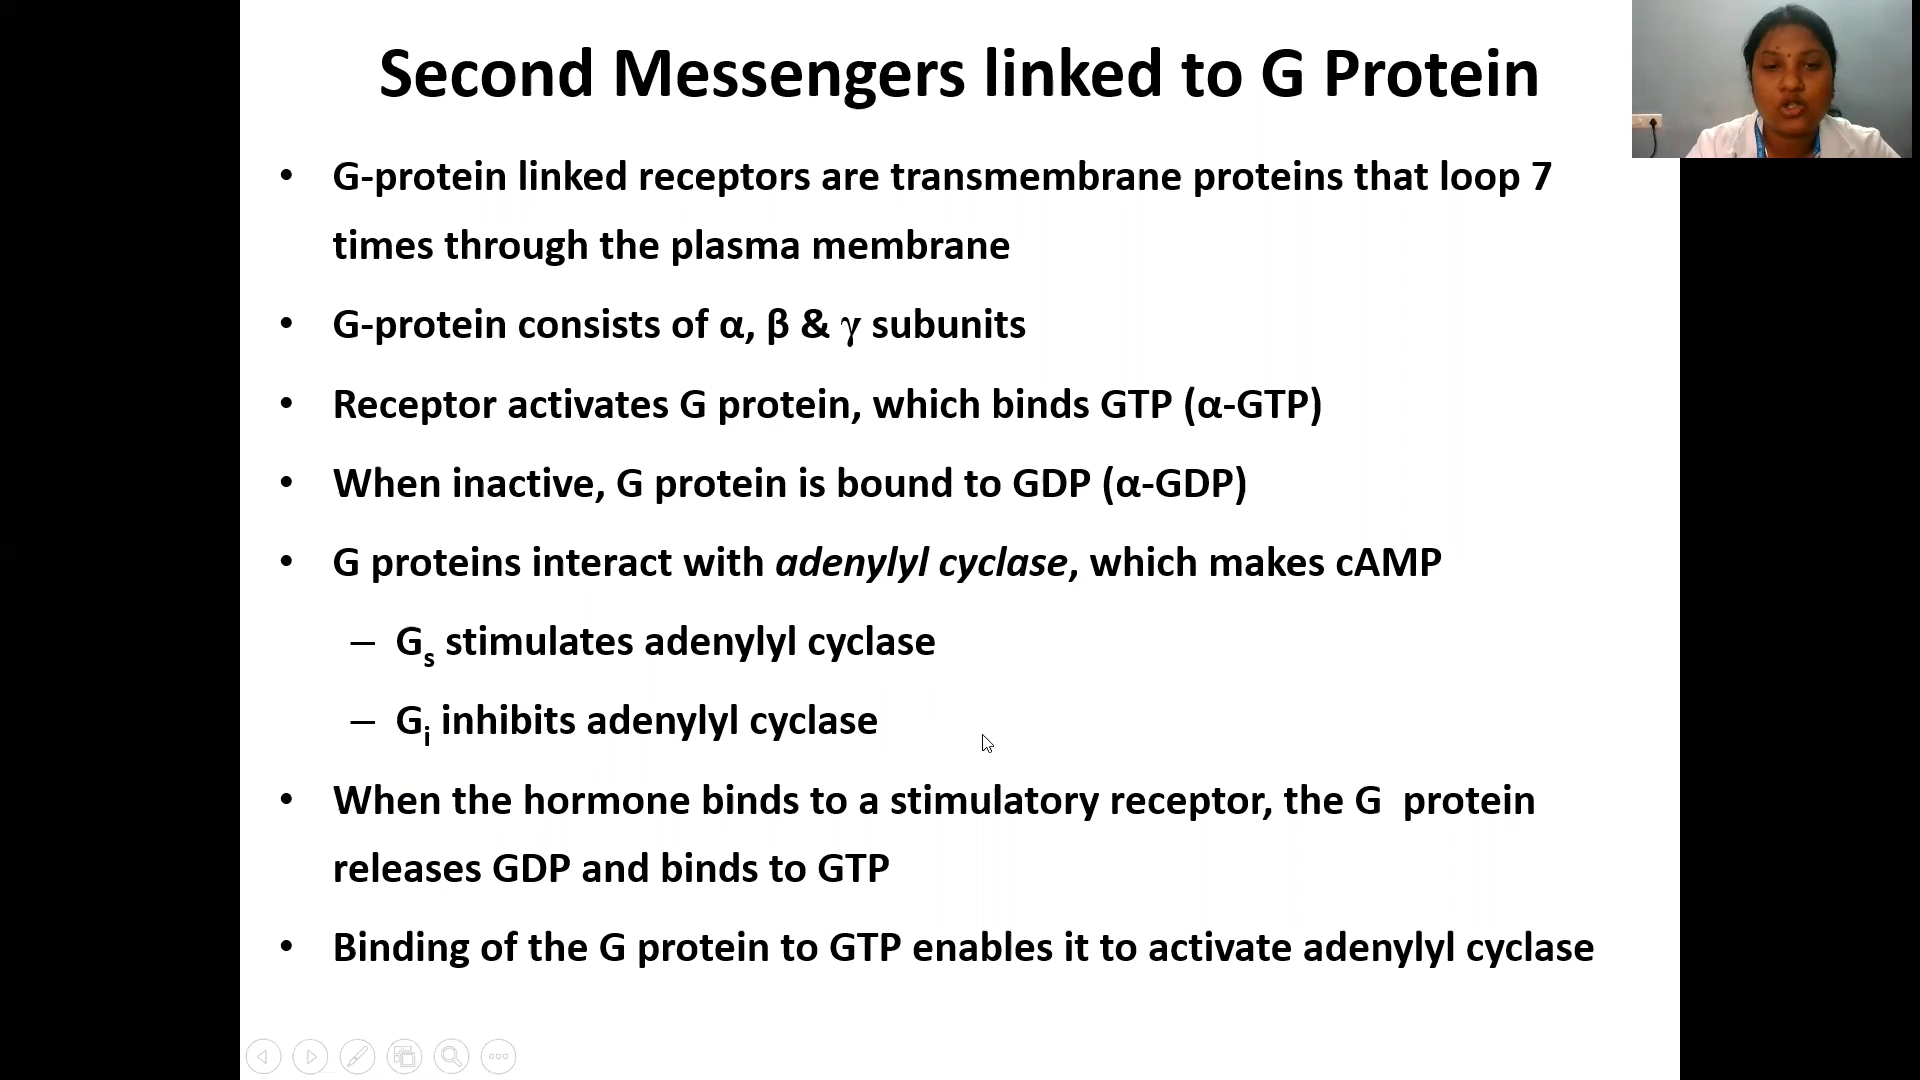 Second Messengers linked to G Protein
• G-protein linked receptors are transmembrane proteins that loop 7
times through the plasma membrane
• G-protein consists of α, β & γ subunits
• Receptor activates G protein, which binds GTP (α-GTP)
• When inactive, G protein is bound to GDP (α-GDP)
• G proteins interact with adenylyl cyclase, which makes cAMP
– Gs stimulates adenylyl cyclase
– Gi inhibits adenylyl cyclase
• When the hormone binds to a stimulatory receptor, the G  protein
releases GDP and binds to GTP
• Binding of the G protein to GTP enables it to activate adenylyl cyclase